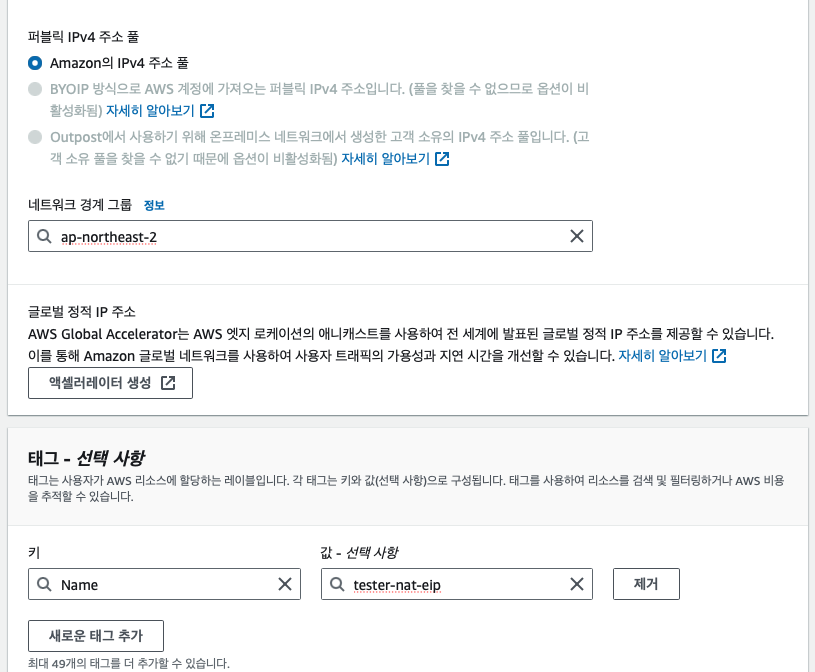 퍼블릭 IPv4 주소 풀
Amazon의 IPv4 주소 풀
BYOIP 방식으로 AWS 계정에 가져오는 퍼블릭 IPv4 주소입니다. (풀을 찾을 수 없으므로 옵션이 비
활성화됨) 자세히 알아보기
Outpost에서 사용하기 위해 온프레미스 네트워크에서 생성한 고객 소유의 IPv4 주소 풀입니다. (고
객 소유 풀을 찾을 수 없기 때문에 옵션이 비활성화됨) 자세히 알아보기
네트워크 경계 그룹 정보
ap-northeast-2
글로벌 정적 IP 주소
AWS Global Accelerator는 AWS 엣지 로케이션의 애니캐스트를 사용하여 전 세계에 발표된 글로벌 정적 IP 주소를 제공할 수 있습니다.
이를 통해 Amazon 글로벌 네트워크를 사용하여 사용자 트래픽의 가용성과 지연 시간을 개선할 수 있습니다. 자세히 알아보기
액셀러레이터 생성
태그 - 선택 사항
태그는 사용자가 AWS 리소스에 할당하는 레이블입니다. 각 태그는 키와 값(선택 사항)으로 구성됩니다. 태그를 사용하여 리소스를 검색 및 필터링하거나 AWS 비용
을 추적할 수 있습니다.
키 값 - 선택 사항
Name tester-nat-eip 제거
새로운 태그 추가
최대 49개의 태그를 더 추가할 수 있습니다.